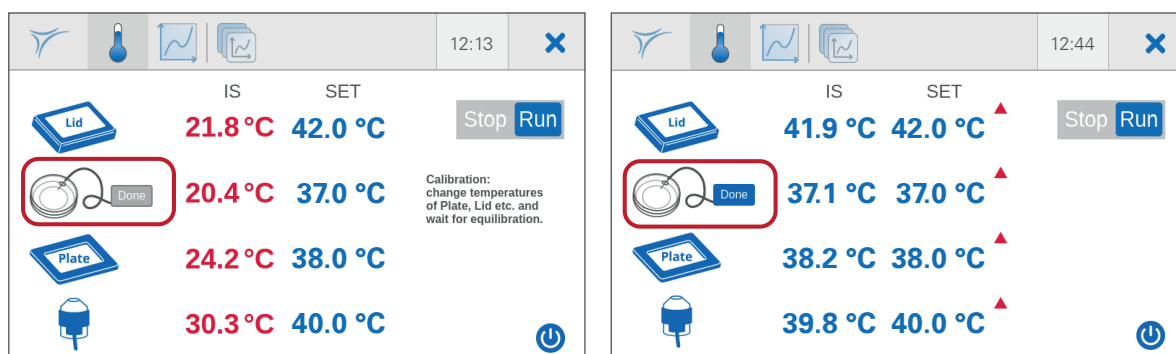 12:13
IS SET
Lid 21.8 °C 42.0 °C Stop Run
Done 20.4 °C 37.0 °C
Calibration:
change temperatures
of Plate, Lid etc. and
wait for equilibration.
Plate 24.2 °C 38.0 °C
30.3 °C 40.0 °C
12:44
IS SET
Lid 41.9 °C 42.0 °C Stop Run
Done 37.1 °C 37.0 °C
Plate 38.2 °C 38.0 °C
39.8 °C 40.0 °C